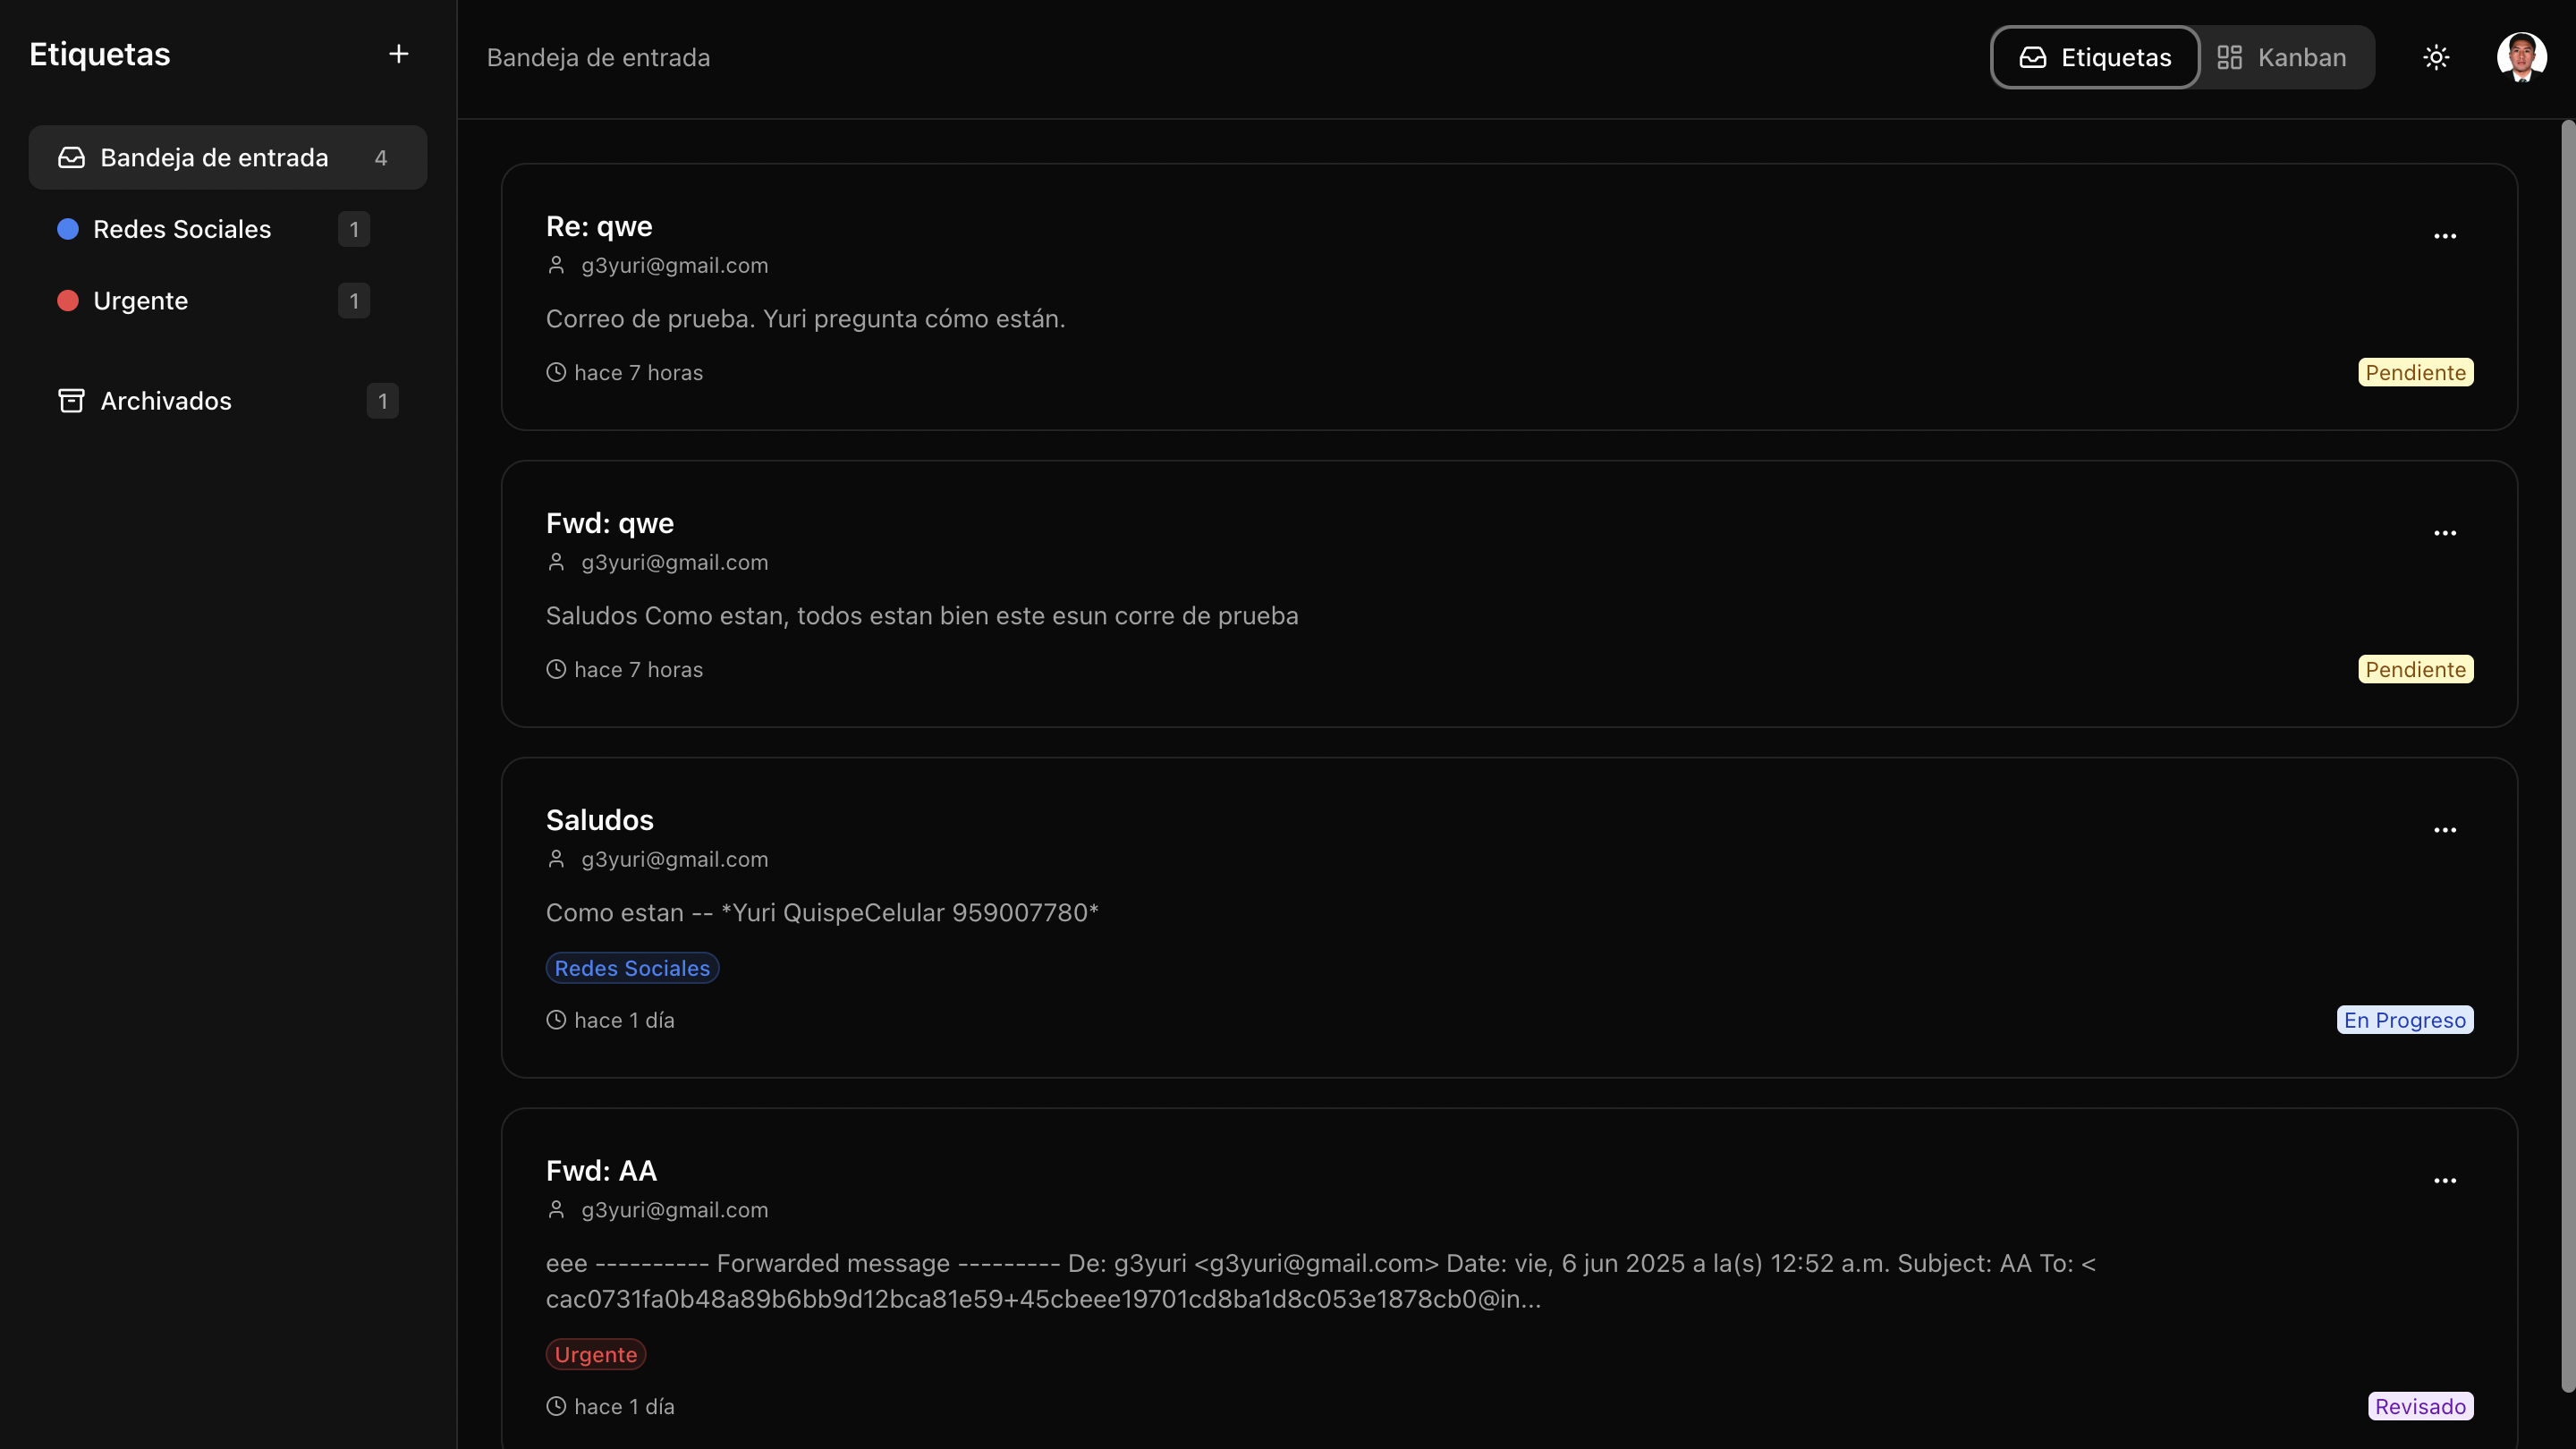 Etiquetas
Bandeja de entrada 4
Redes Sociales 1
Urgente 1
Archivados 1
Bandeja de entrada
Etiquetas
Kanban
Re: qwe
g3yuri@gmail.com
Correo de prueba. Yuri pregunta cómo están.
hace 7 horas
Pendiente
Fwd: qwe
g3yuri@gmail.com
Saludos Como estan, todos estan bien este esun corre de prueba
hace 7 horas
Pendiente
Saludos
g3yuri@gmail.com
Como estan -- *Yuri QuispeCelular 959007780*
Redes Sociales
hace 1 día
En Progreso
Fwd: AA
g3yuri@gmail.com
eee ---------- Forwarded message --------- De: g3yuri <g3yuri@gmail.com> Date: vie, 6 jun 2025 a la(s) 12:52 a.m. Subject: AA To: <
cac0731fa0b48a89b6bb9d12bca81e59+45cbeee19701cd8ba1d8c053e1878cb0@in...
Urgente
hace 1 día
Revisado